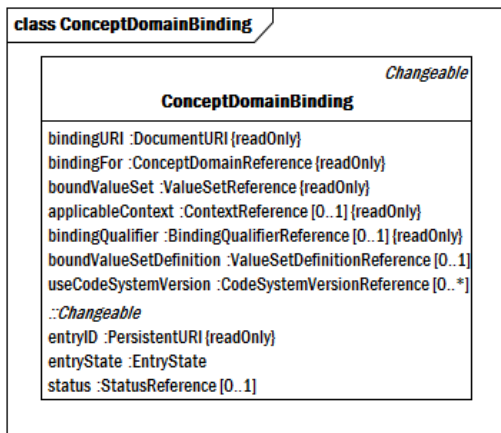 class ConceptDomainBinding
Changeable
ConceptDomainBinding
bindingURI :DocumentURI {readOnly}
bindingFor :ConceptDomainReference {readOnly}
boundValueSet :ValueSetReference {readOnly}
applicableContext :ContextReference [0..1] {readOnly}
bindingQualifier :BindingQualifierReference [0..1] {readOnly}
boundValueSetDefinition :ValueSetDefinitionReference [0..1]
useCodeSystemVersion :CodeSystemVersionReference [0..*]
::Changeable
entryID :PersistentURI {readOnly}
entryState :EntryState
status :StatusReference [0..1]